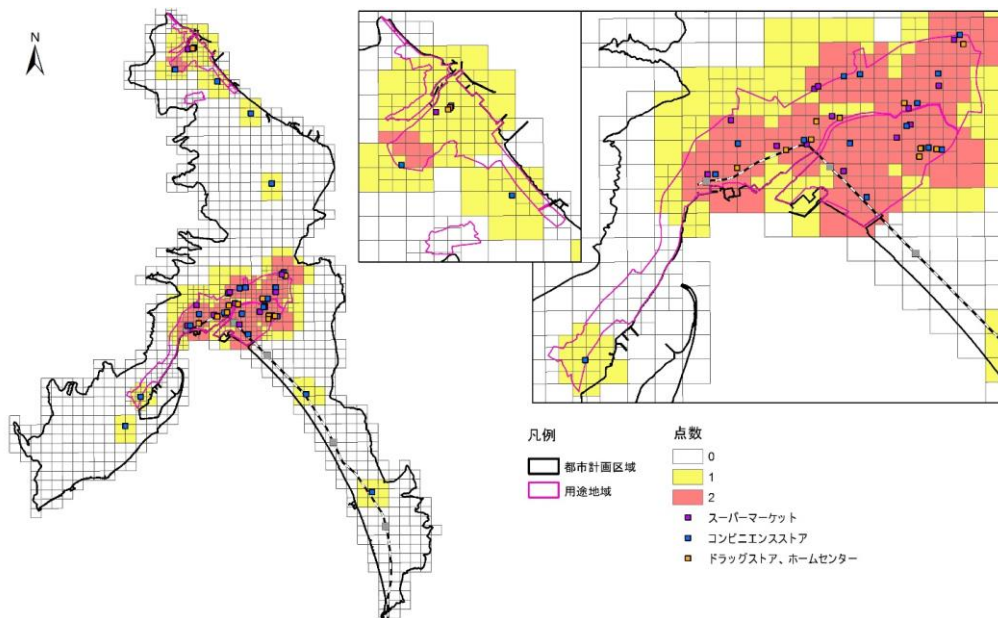 N
凡例
都市計画区域
用途地域
点数
0
1
2
スーパーマーケット
コンビニエンスストア
ドラッグストア、ホームセンター